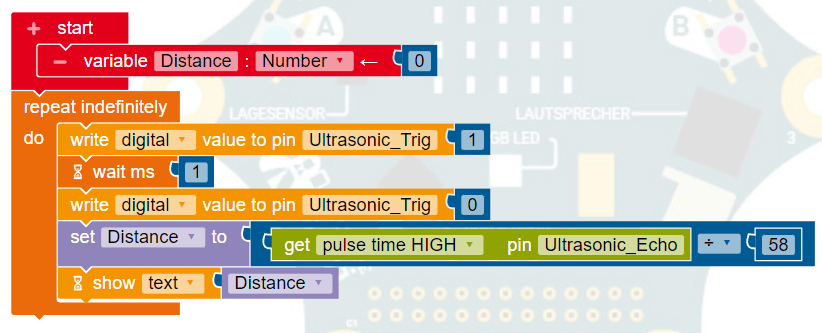 + start
− variable Distance : Number ▾ ← 0
A
B
repeat indefinitely
LAGESENSOR
LAUTSPRECHER
do
write digital ▾ value to pin Ultrasonic_Trig 1
GB LED
3
wait ms 1
write digital ▾ value to pin Ultrasonic_Trig 0
set Distance ▾ to get pulse time HIGH ▾ pin Ultrasonic_Echo ÷ ▾ 58
show text ▾ Distance ▾
C1